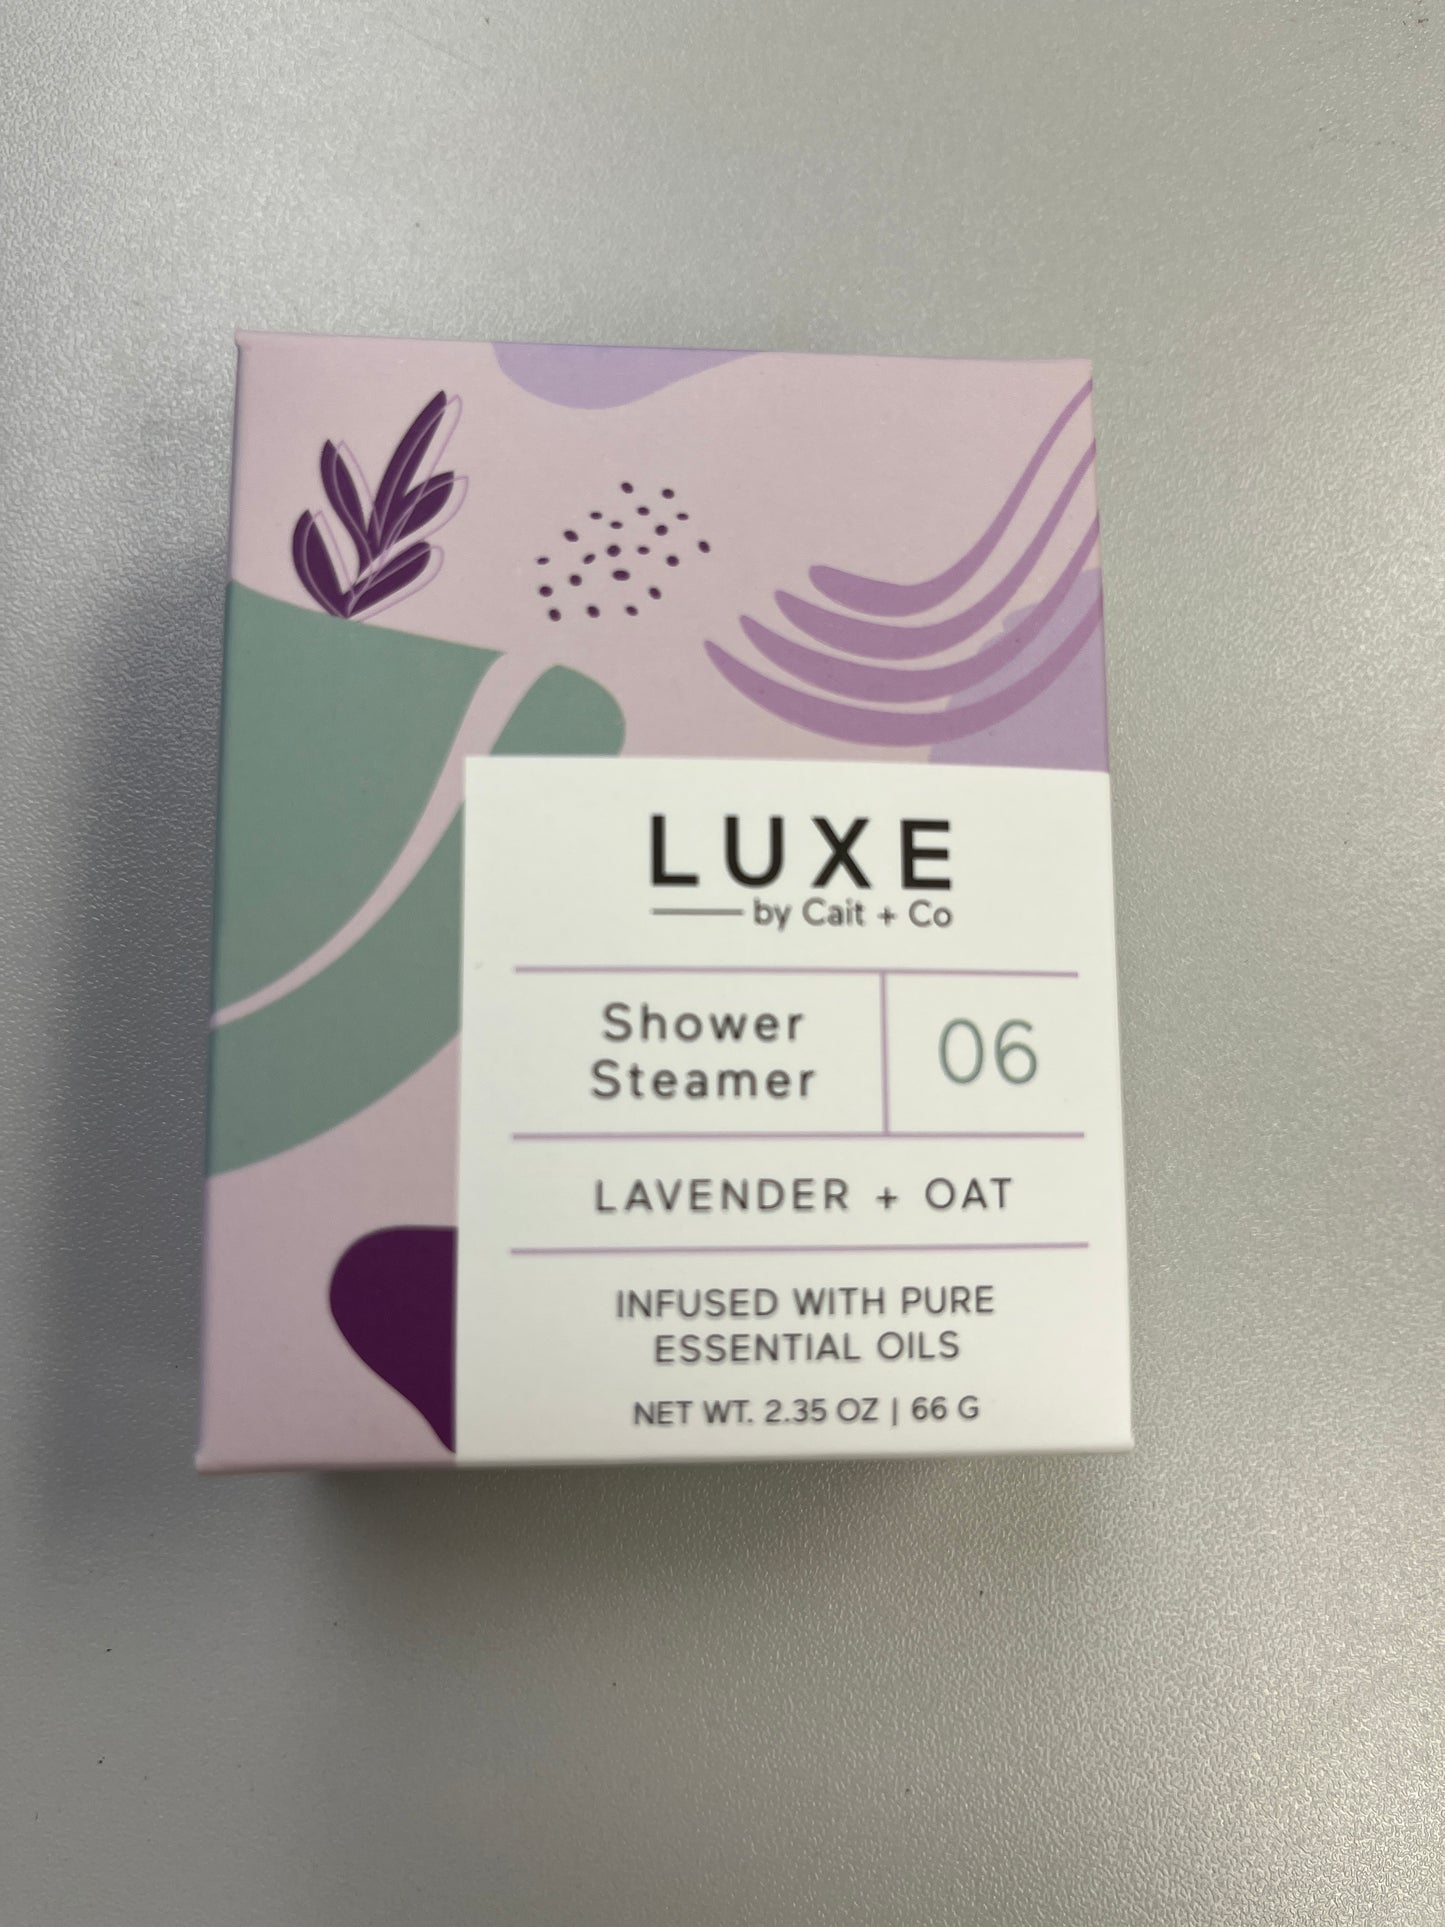 LUXE
by Cait + Co
Shower
Steamer
06
LAVENDER + OAT
INFUSED WITH PURE
ESSENTIAL OILS
NET WT. 2.35 OZ | 66 G